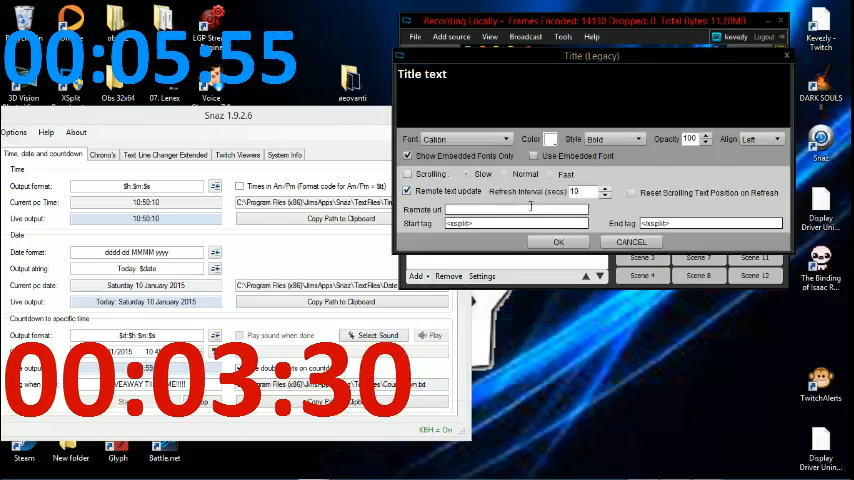 00:05:55
LGP Stream
3D Vision
XSplit
Obs 32x64
07. Lenex
Voice
aeovanti
Recording Locally - Frames Encoded: 14130 Dropped: 0 Total Bytes: 11.70MB
File Add source View Broadcast Tools Help kevezly Logout
Title (Legacy)
Title text
Font Calibri Color Style Bold Opacity 100 Align Left
Show Embedded Fonts Only Use Embedded Font
Scrolling: Slow Normal Fast
Remote text update Refresh Interval (secs) 10 Reset Scrolling Text Position on Refresh
Remote url
Start tag <xsplit> End tag </xsplit>
OK CANCEL
Scene 3 Scene 7 Scene 11
Add Remove Settings Scene 4 Scene 8 Scene 12
Snaz 1.9.2.6
Options Help About
Time, date and countdown Chrono's Text Line Changer Extended Twitch Viewers System Info
Time
Output format: $h:$m:$s Times in Am/Pm (Format code for Am/Pm = $t)
Current pc Time: 10:50:10
Live output: 10:50:10 Copy Path to Clipboard
Date
Date format: dddd dd MMMM yyyy
Output string: Today: $date
Current pc date: Saturday 10 January 2015
Live output: Today: Saturday 10 January 2015 Copy Path to Clipboard
Countdown to specific time
Output format: $d:$h:$m:$s Play sound when done Select Sound Play
00:03:30
KBH = On
Steam
New folder
Glyph
Battle.net
Kevezly - Twitch
DARK SOULS
Snaz
Display Driver Unin...
The Binding of Isaac R...
TwitchAlerts
Display Driver Unin...